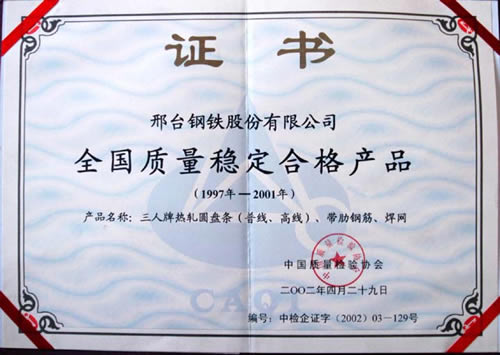 证书
邢台钢铁股份有限公司
全国质量稳定合格产品
(1997年—2001年)
产品名称：三人牌热轧圆盘条（普线、高线）、带肋钢筋、焊网
中国质量检验协会
二〇〇二年四月二十九日
编号：中检企证字（2002）03-129号
CAQI